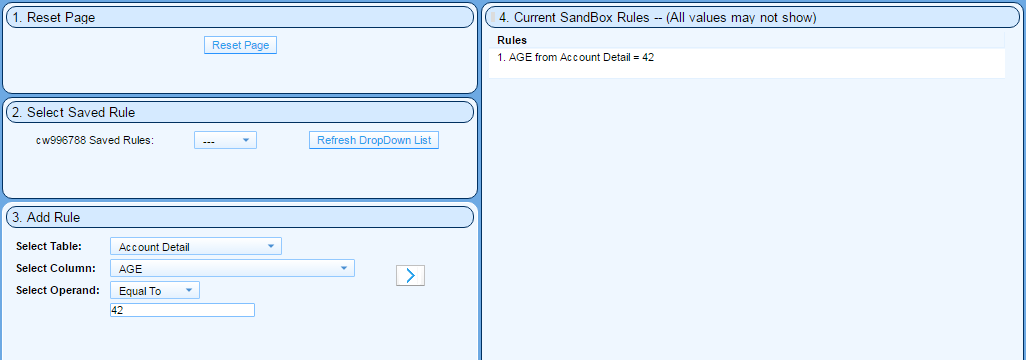 1. Reset Page
Reset Page
2. Select Saved Rule
cw996788 Saved Rules:
---
Refresh DropDown List
3. Add Rule
Select Table:
Account Detail
Select Column:
AGE
Select Operand:
Equal To
42
4. Current SandBox Rules -- (All values may not show)
Rules
1. AGE from Account Detail = 42